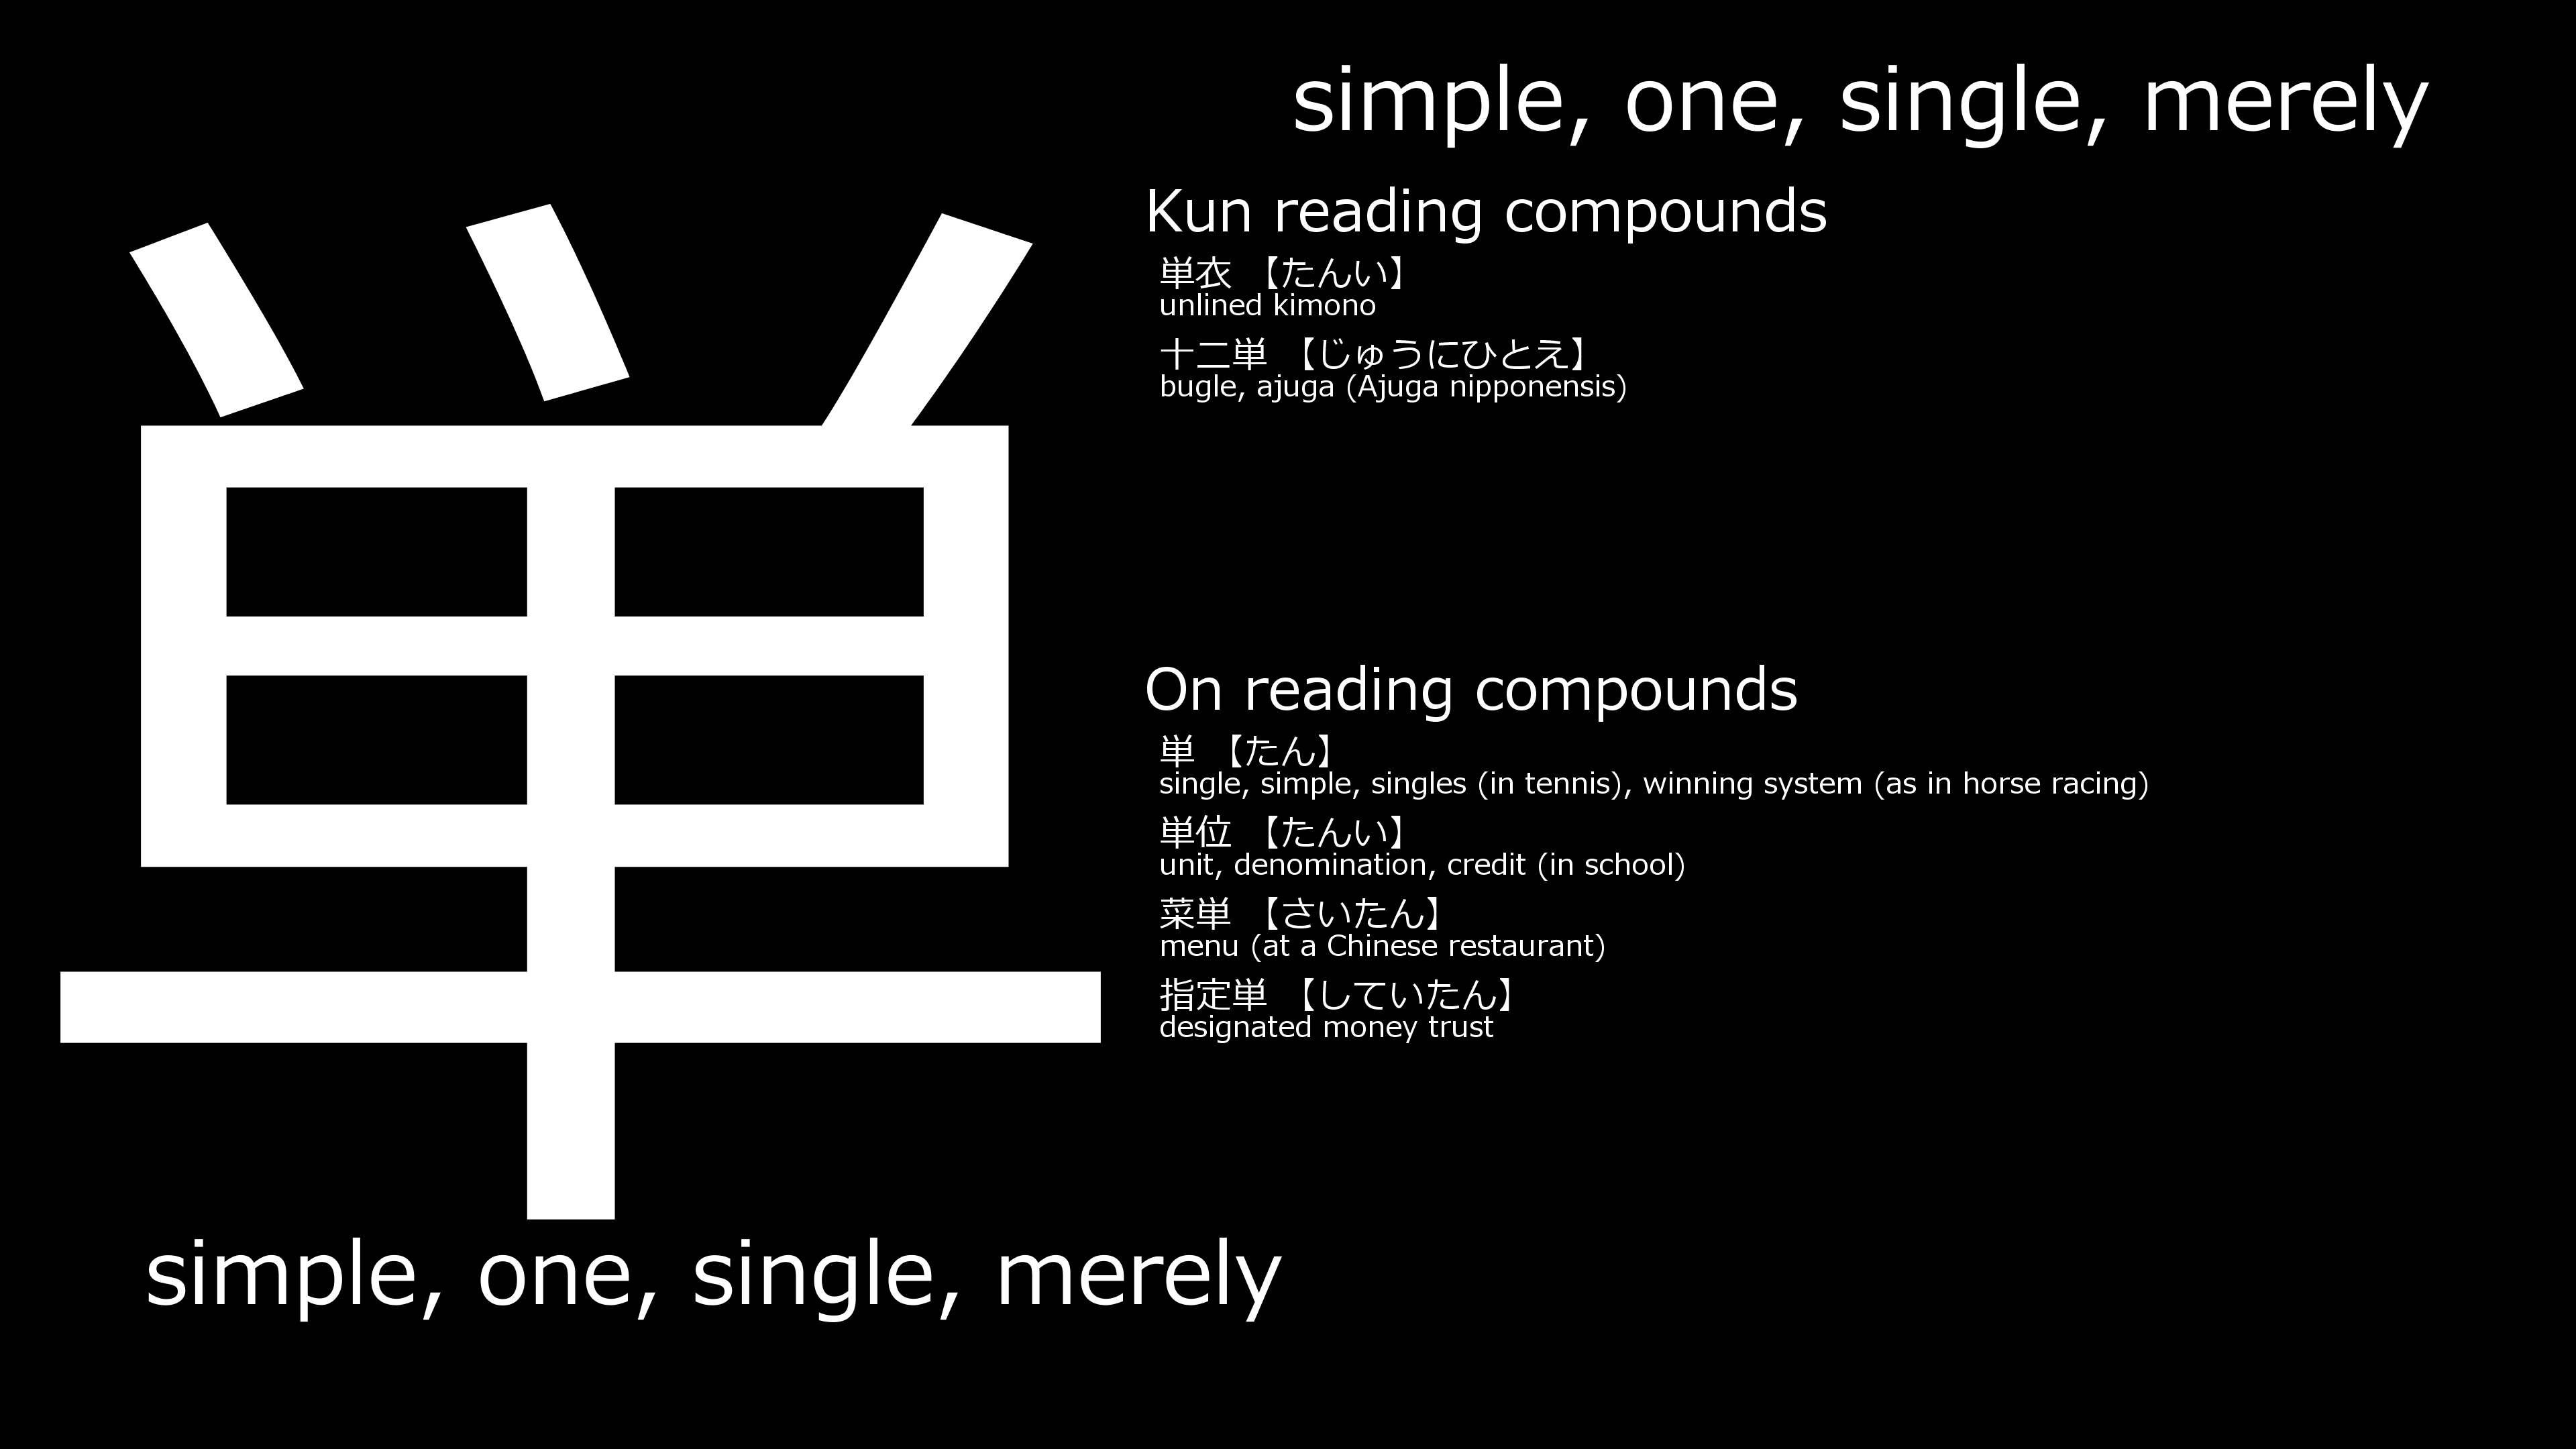 単
simple, one, single, merely
simple, one, single, merely
Kun reading compounds
単衣 【たんい】
unlined kimono
十二単 【じゅうにひとえ】
bugle, ajuga (Ajuga nipponensis)
On reading compounds
単 【たん】
single, simple, singles (in tennis), winning system (as in horse racing)
単位 【たんい】
unit, denomination, credit (in school)
菜単 【さいたん】
menu (at a Chinese restaurant)
指定単 【していたん】
designated money trust